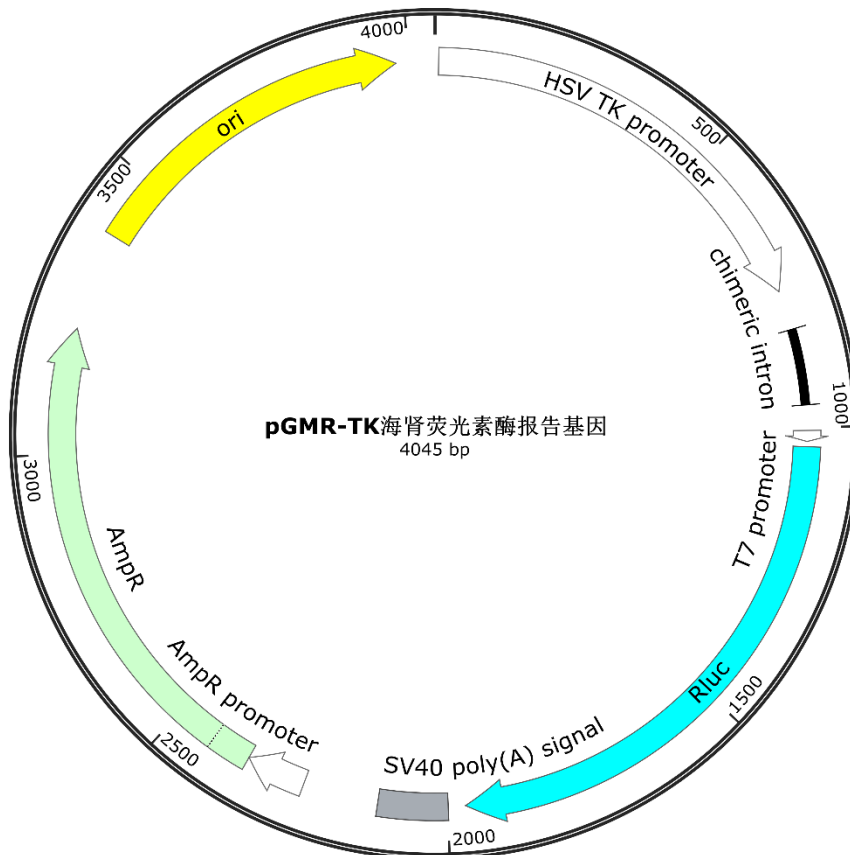 4000
HSV TK promoter
500
ori
3500
chimeric intron
1000
pGMR-TK海肾荧光素酶报告基因
4045 bp
T7 promoter
3000
AmpR
Rluc
1500
AmpR promoter
2500
SV40 poly(A) signal
2000